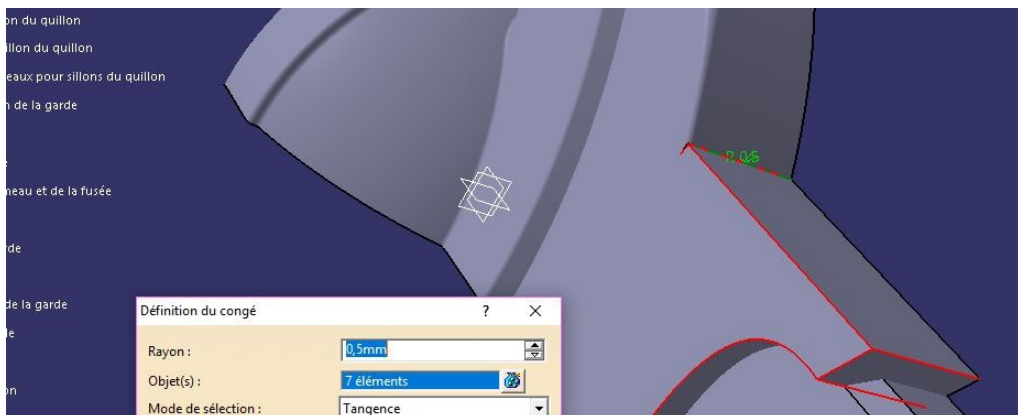 on du quillon
illon du quillon
eaux pour sillons du quillon
n de la garde
e
neau et de la fusée
rde
de la garde
le
on
R 0,5
Définition du congé ? ×
Rayon : 0,5mm
Objet(s) : 7 éléments
Mode de sélection : Tangence